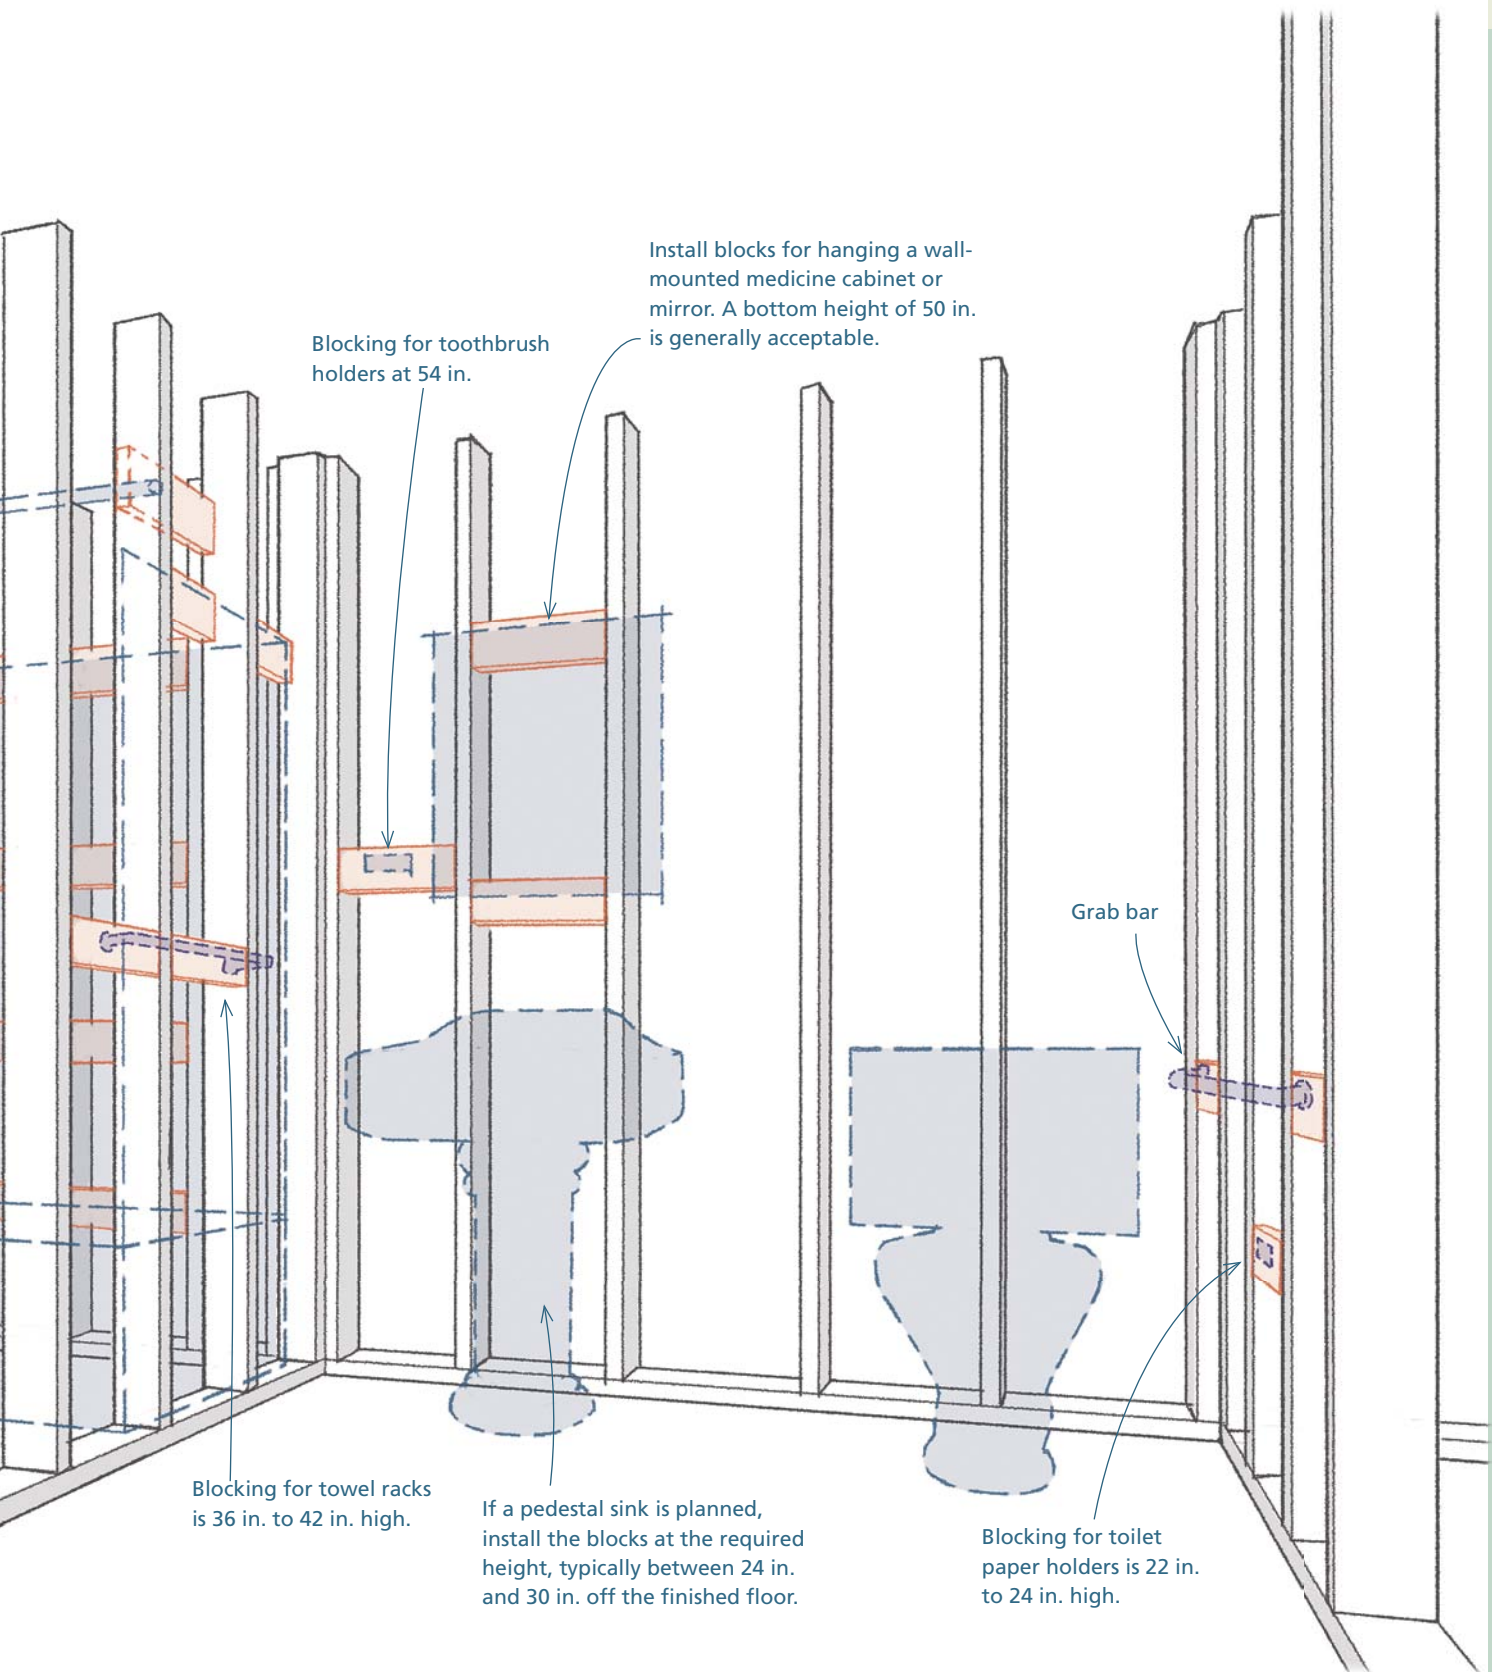 Install blocks for hanging a wall-
mounted medicine cabinet or
mirror. A bottom height of 50 in.
is generally acceptable.
Blocking for toothbrush
holders at 54 in.
Grab bar
Blocking for towel racks
is 36 in. to 42 in. high.
If a pedestal sink is planned,
install the blocks at the required
height, typically between 24 in.
and 30 in. off the finished floor.
Blocking for toilet
paper holders is 22 in.
to 24 in. high.